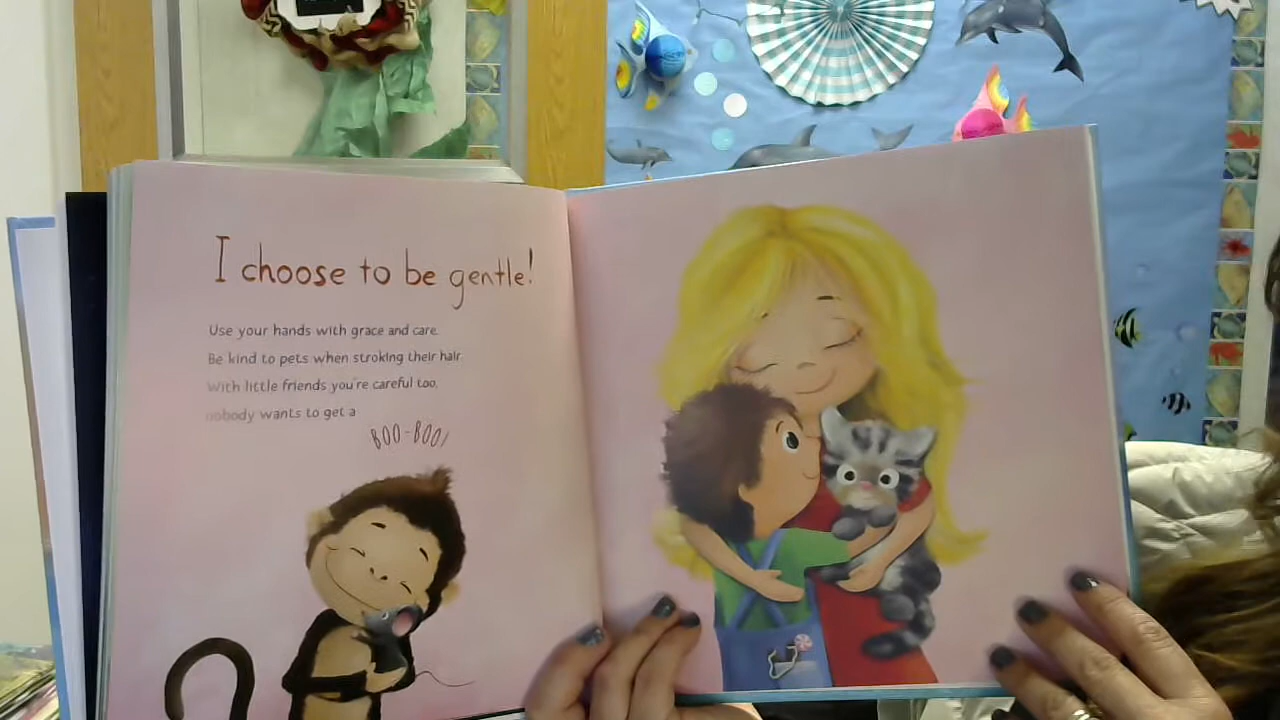 I choose to be gentle!
Use your hands with grace and care.
Be kind to pets when stroking their hair.
With little friends you're careful too,
nobody wants to get a
BOO-BOO!